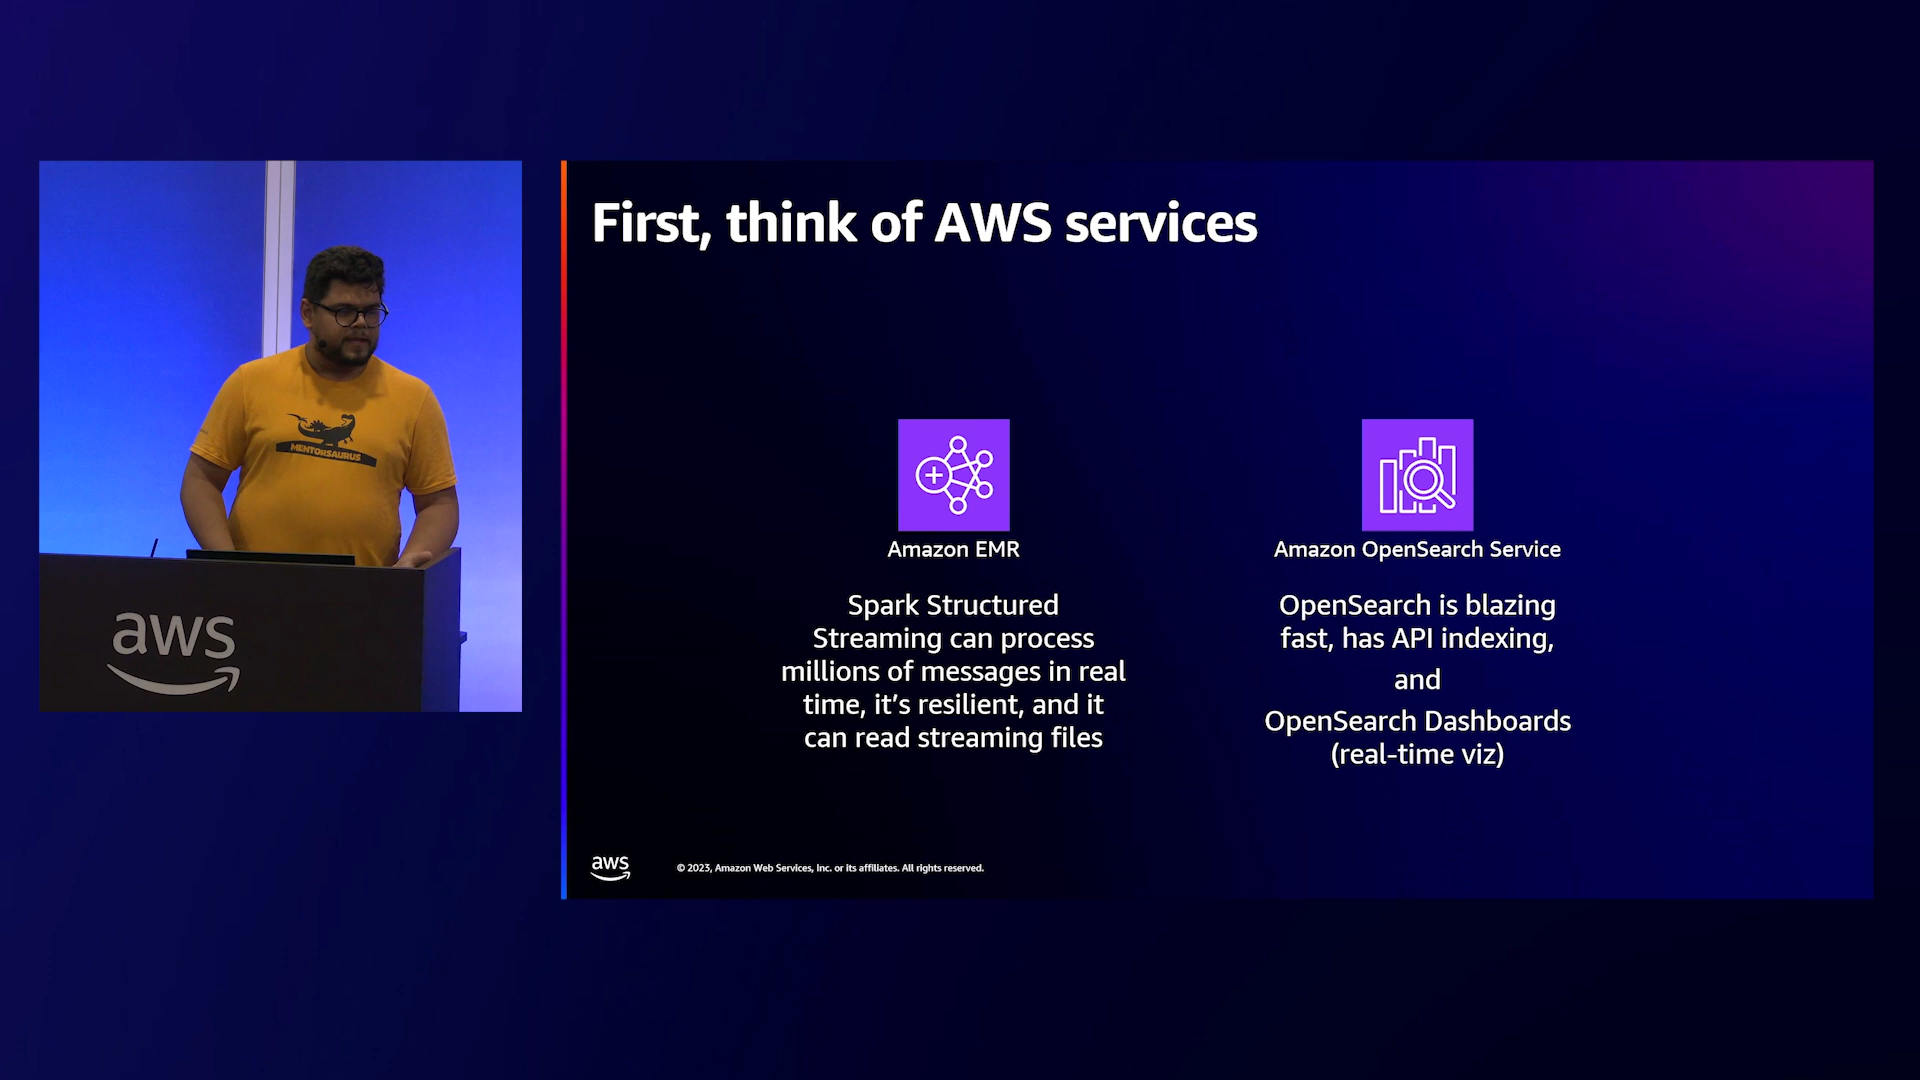 First, think of AWS services
MENTORSAURUS
aws
Amazon EMR
Spark Structured
Streaming can process
millions of messages in real
time, it’s resilient, and it
can read streaming files
Amazon OpenSearch Service
OpenSearch is blazing
fast, has API indexing,
and
OpenSearch Dashboards
(real-time viz)
aws
© 2023, Amazon Web Services, Inc. or its affiliates. All rights reserved.